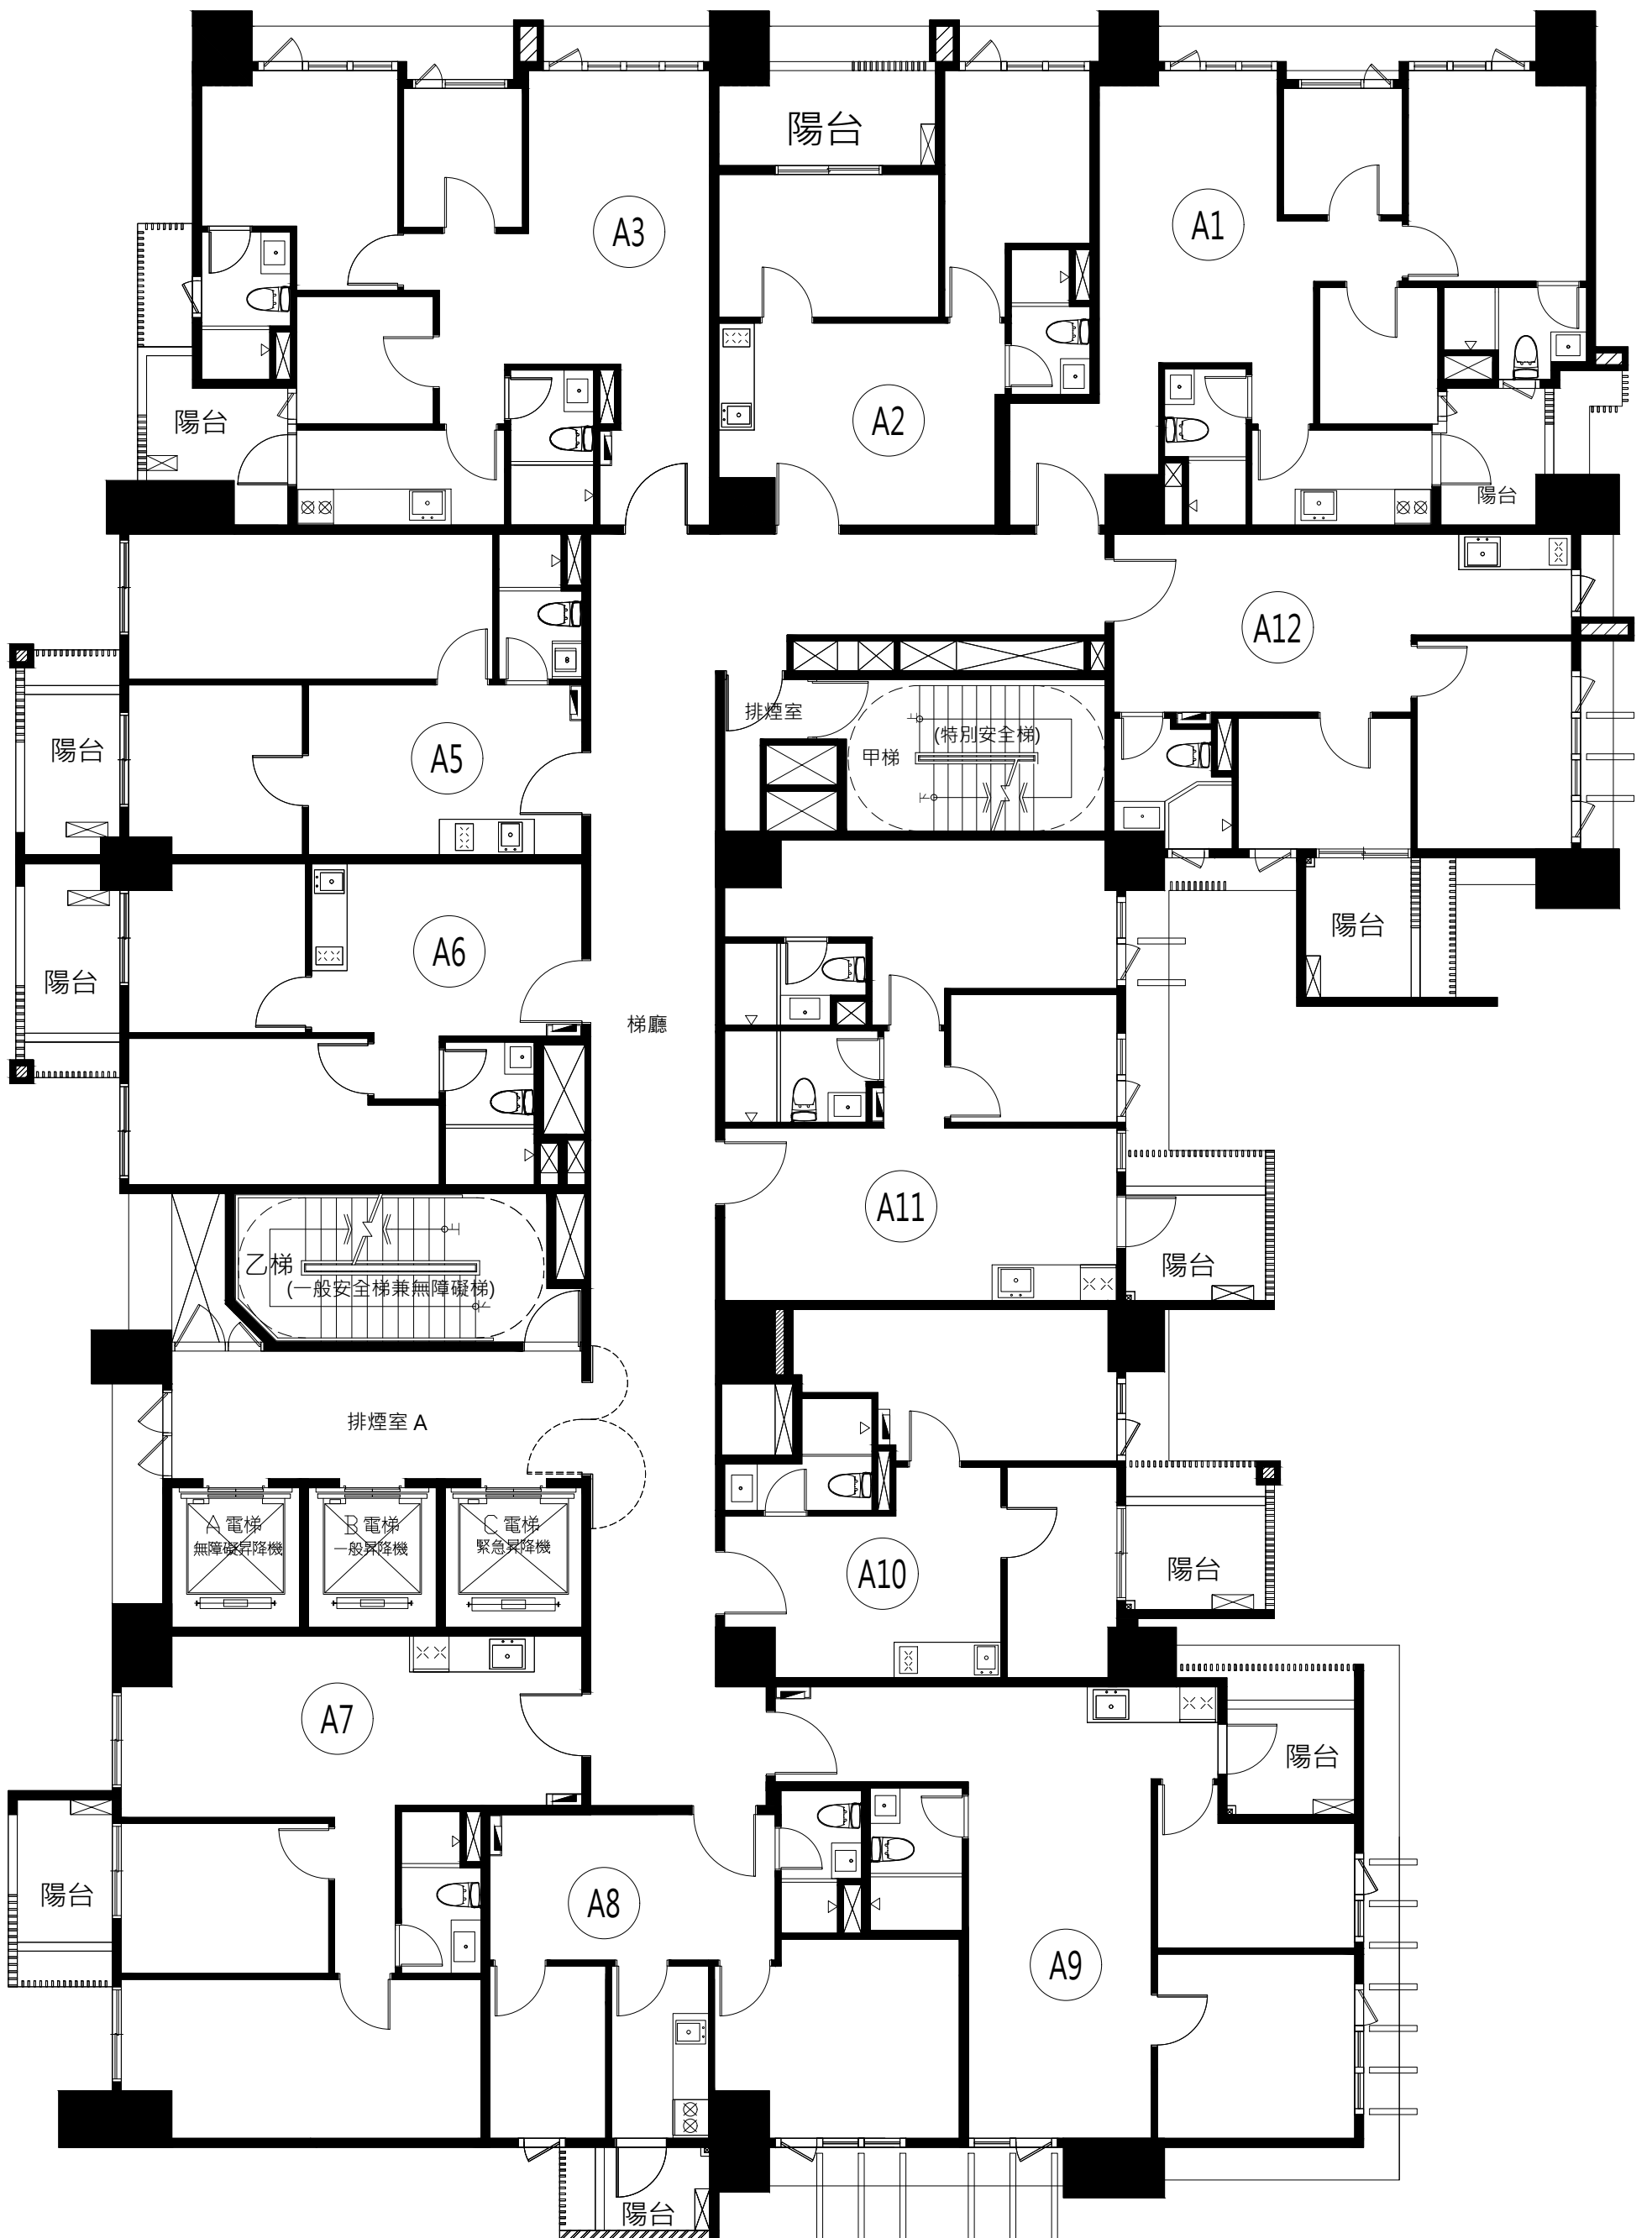 陽台
A3
A1
A2
陽台
陽台
A12
排煙室
(特別安全梯)
甲梯
陽台
A5
陽台
A6
陽台
梯廳
A11
乙梯
(一般安全梯兼無障礙梯)
陽台
排煙室 A
A 電梯
無障礙昇降機
B 電梯
一般昇降機
C 電梯
緊急昇降機
A10
陽台
A7
陽台
陽台
A8
A9
陽台